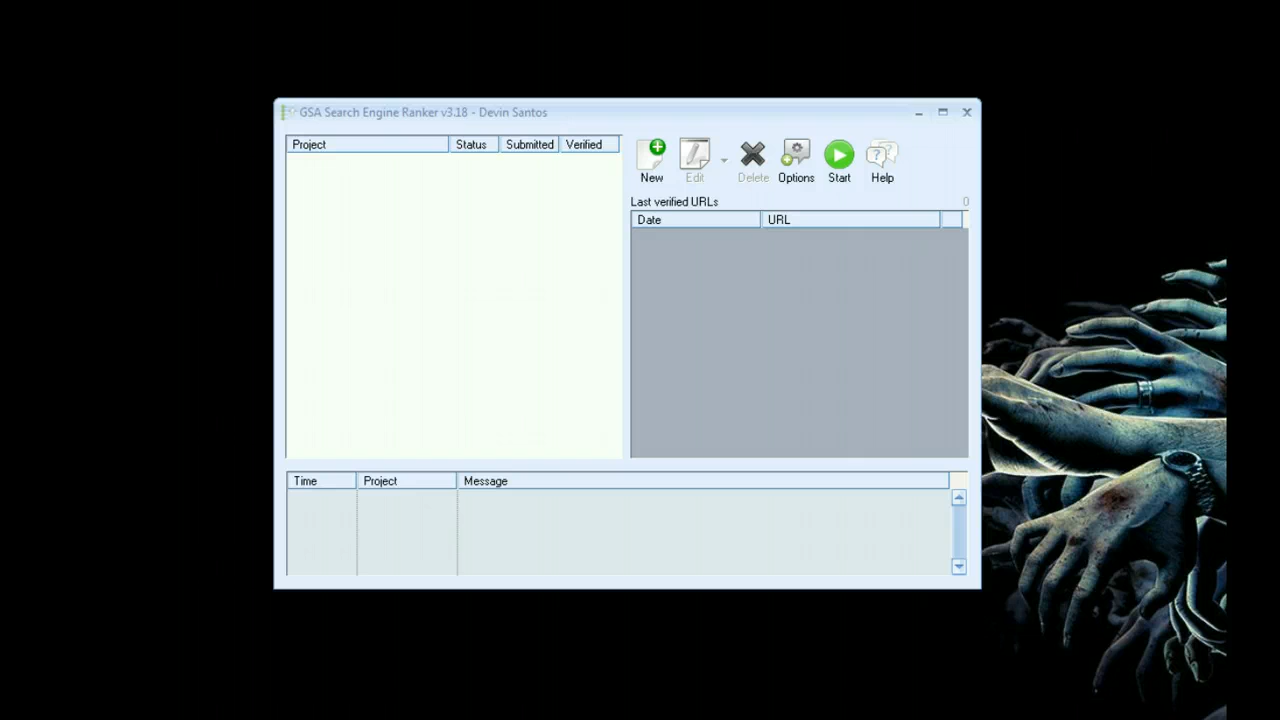 GSA Search Engine Ranker v3.18 - Devin Santos
Project Status Submitted Verified
New Edit Delete Options Start Help
Last verified URLs 0
Date URL
Time Project Message